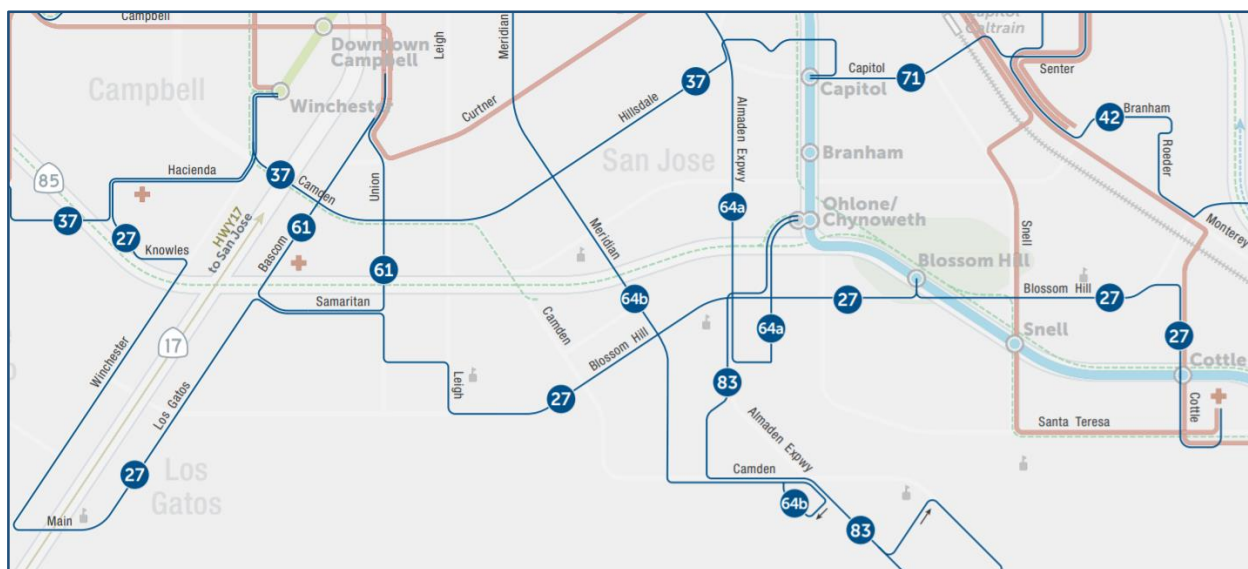 Campbell
Downtown
Campbell
Leigh
Meridian
Capitol
Caltrain
Campbell
Winchester
Curtner
Hillsdale
37
Almaden Expwy
Capitol
71
Capitol
Senter
42
Branham
Roeder
85
Hacienda
37
Camden
Union
San Jose
Branham
37
27
Knowles
HWY17
to San Jose
Bascom
61
Meridian
64a
Ohlone/
Chynoweth
Snell
Monterey
61
Samaritan
64b
27
Blossom Hill
Blossom Hill
27
17
Winchester
Los Gatos
Camden
Blossom Hill
64a
Snell
27
Leigh
27
83
Cottle
Cottle
Almaden Expwy
Santa Teresa
27
Los
Gatos
Camden
64b
Main
83